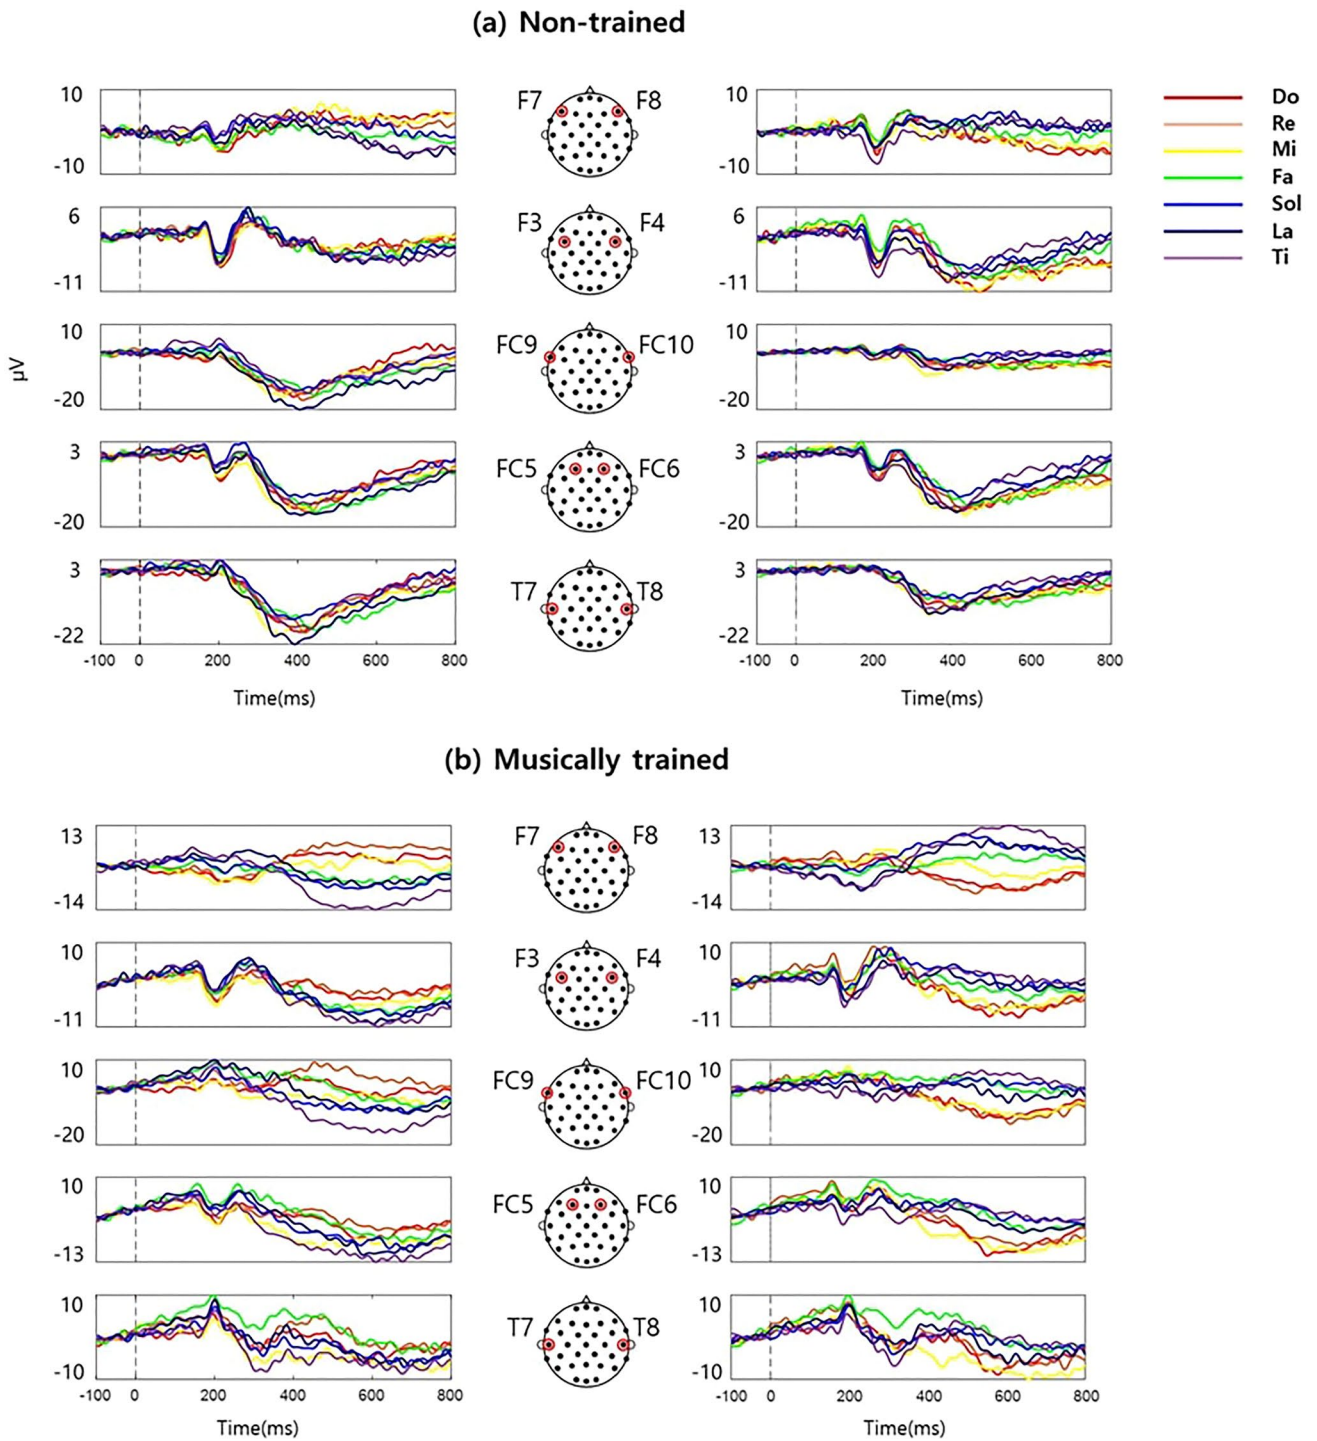 (a) Non-trained
10
-10
F7 F8
10
-10
Do
Re
Mi
Fa
Sol
La
Ti
6
-11
F3 F4
6
-11
μV
10
-20
FC9 FC10
10
-20
3
-20
FC5 FC6
3
-20
3
-22
T7 T8
3
-22
-100 0 200 400 600 800
-100 0 200 400 600 800
Time(ms)
Time(ms)
(b) Musically trained
13
-14
F7 F8
13
-14
10
-11
F3 F4
10
-11
10
-20
FC9 FC10
10
-20
10
-13
FC5 FC6
10
-13
10
-10
T7 T8
10
-10
-100 0 200 400 600 800
-100 0 200 400 600 800
Time(ms)
Time(ms)